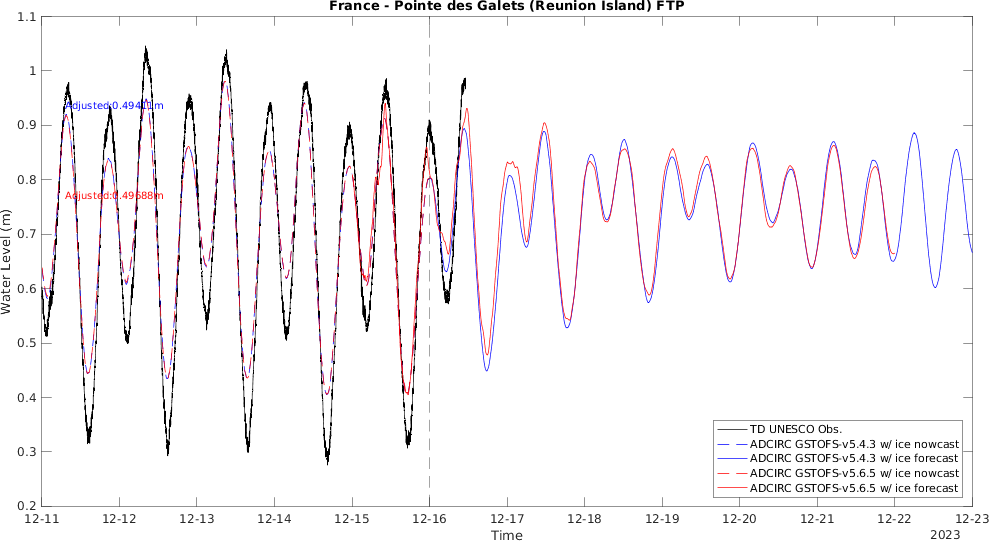 France - Pointe des Galets (Reunion Island) FTP
1.1
1
0.9
0.8
0.7
0.6
0.5
0.4
0.3
0.2
Water Level (m)
Adjusted:0.49411m
Adjusted:0.49688m
TD UNESCO Obs.
ADCIRC GSTOFS-v5.4.3 w/ ice nowcast
ADCIRC GSTOFS-v5.4.3 w/ ice forecast
ADCIRC GSTOFS-v5.6.5 w/ ice nowcast
ADCIRC GSTOFS-v5.6.5 w/ ice forecast
12-11 12-12 12-13 12-14 12-15 12-16 12-17 12-18 12-19 12-20 12-21 12-22 12-23
Time
2023